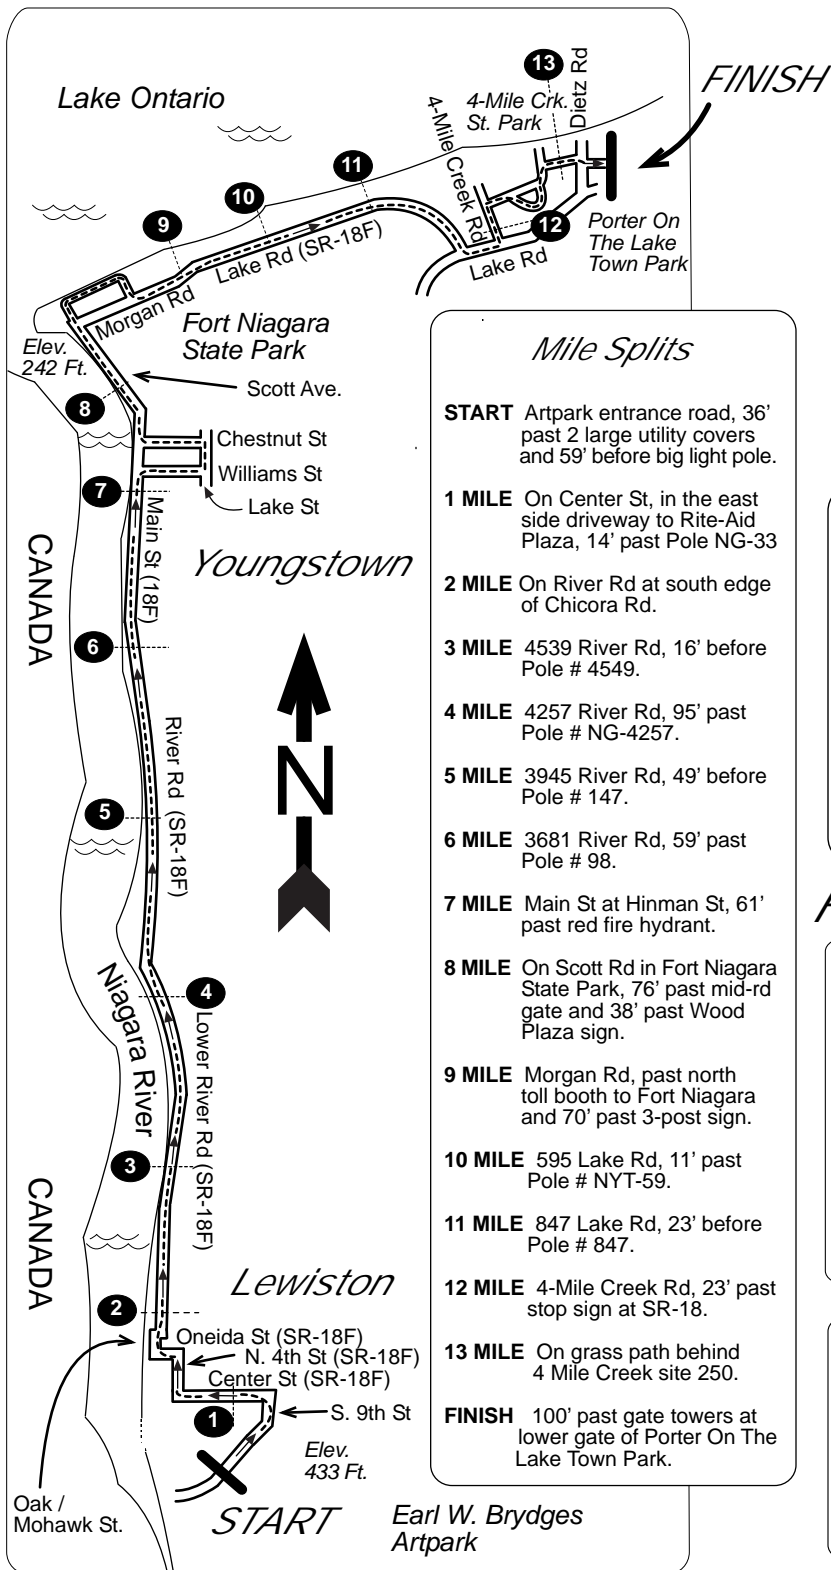 13
Dietz Rd
FINISH
Lake Ontario
4-Mile Crk.
St. Park
4-Mile Creek Rd
11
10
9
12
Porter On
The Lake
Town Park
Lake Rd (SR-18F)
Lake Rd
Morgan Rd
Fort Niagara
State Park
Elev.
242 Ft.
Scott Ave.
8
Chestnut St
Williams St
Lake St
7
Main St (18F)
CANADA
Youngstown
6
River Rd (SR-18F)
N
5
Niagara River
4
Lower River Rd (SR-18F)
3
CANADA
Lewiston
2
Oneida St (SR-18F)
N. 4th St (SR-18F)
Center St (SR-18F)
1
S. 9th St
Elev.
433 Ft.
Oak /
Mohawk St.
START
Earl W. Brydges
Artpark
Mile Splits
START Artpark entrance road, 36'
past 2 large utility covers
and 59' before big light pole.
1 MILE On Center St, in the east
side driveway to Rite-Aid
Plaza, 14' past Pole NG-33
2 MILE On River Rd at south edge
of Chicora Rd.
3 MILE 4539 River Rd, 16' before
Pole # 4549.
4 MILE 4257 River Rd, 95' past
Pole # NG-4257.
5 MILE 3945 River Rd, 49' before
Pole # 147.
6 MILE 3681 River Rd, 59' past
Pole # 98.
7 MILE Main St at Hinman St, 61'
past red fire hydrant.
8 MILE On Scott Rd in Fort Niagara
State Park, 76' past mid-rd
gate and 38' past Wood
Plaza sign.
9 MILE Morgan Rd, past north
toll booth to Fort Niagara
and 70' past 3-post sign.
10 MILE 595 Lake Rd, 11' past
Pole # NYT-59.
11 MILE 847 Lake Rd, 23' before
Pole # 847.
12 MILE 4-Mile Creek Rd, 23' past
stop sign at SR-18.
13 MILE On grass path behind
4 Mile Creek site 250.
FINISH 100' past gate towers at
lower gate of Porter On The
Lake Town Park.